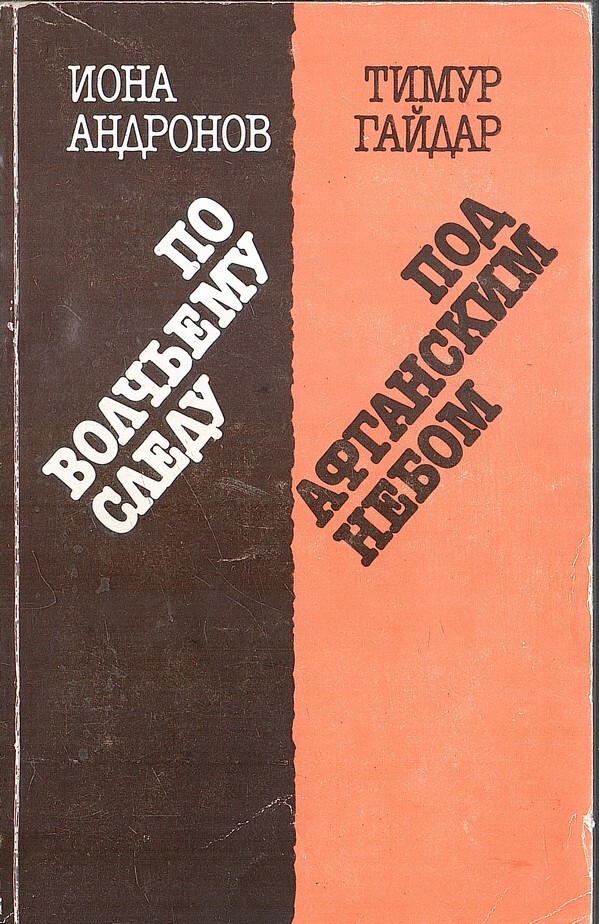 ИОНА
АНДРОНОВ
ПО
ВОЛЧЬЕМУ
СЛЕДУ
ТИМУР
ГАЙДАР
ПОД
АФГАНСКИМ
НЕБОМ